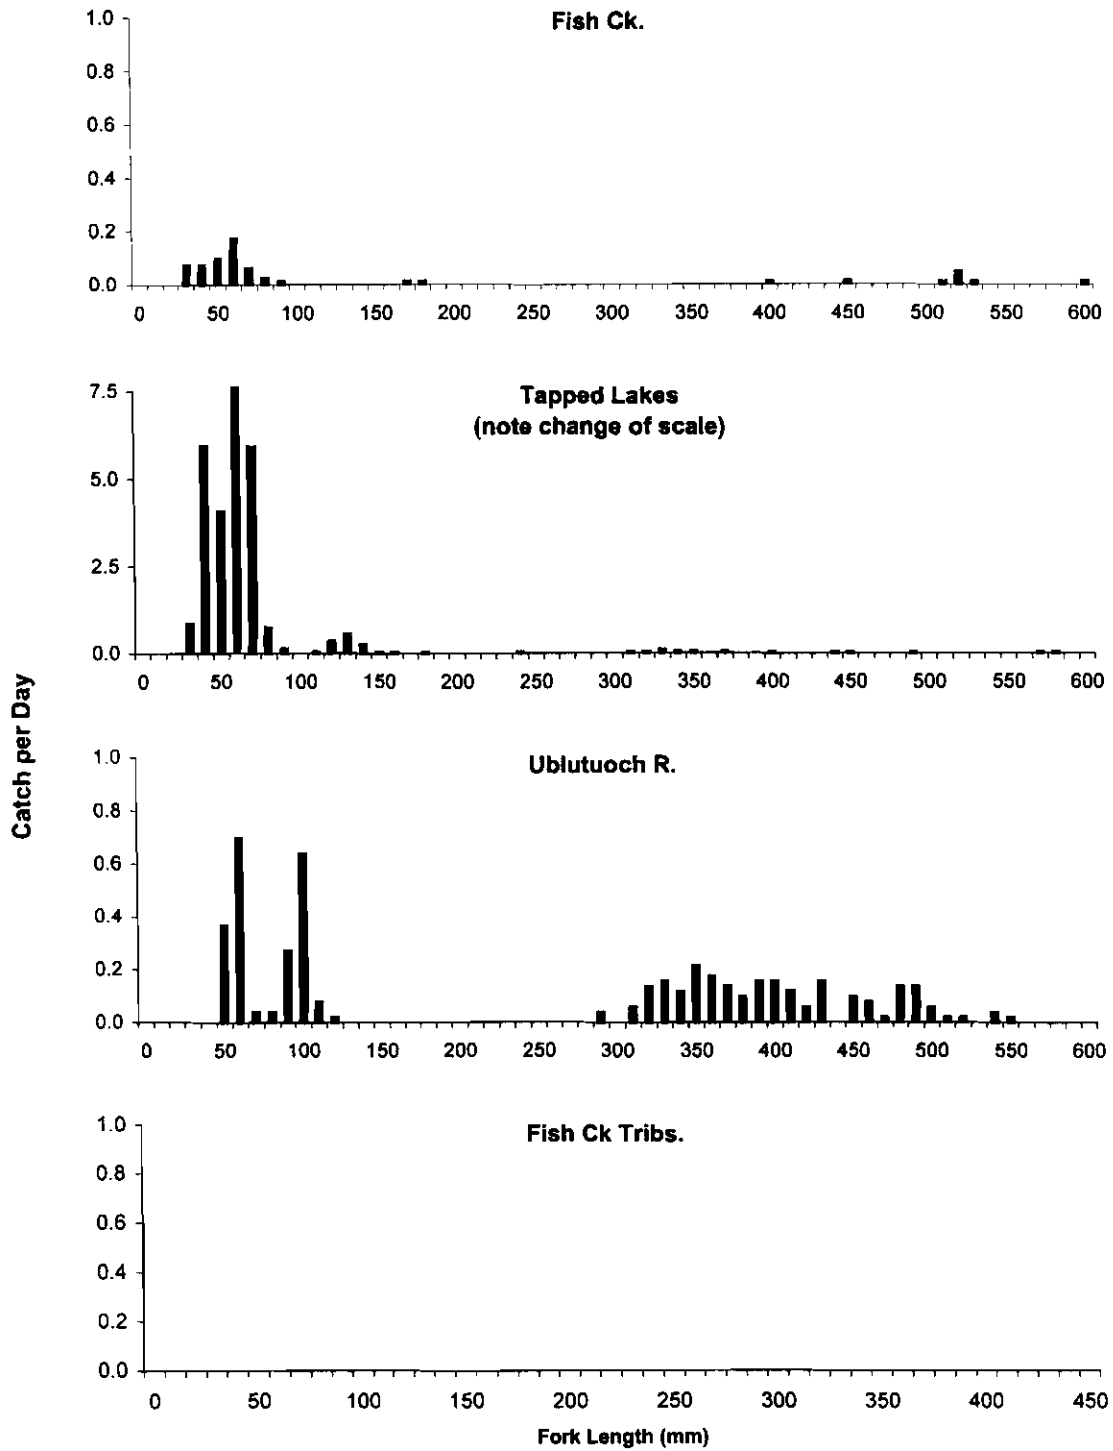 Fish Ck.
1.0
0.8
0.6
0.4
0.2
0.0
0 50 100 150 200 250 300 350 400 450 500 550 600
Tapped Lakes
(note change of scale)
7.5
5.0
2.5
0.0
0 50 100 150 200 250 300 350 400 450 500 550 600
Catch per Day
Ublutuoch R.
1.0
0.8
0.6
0.4
0.2
0.0
0 50 100 150 200 250 300 350 400 450 500 550 600
Fish Ck Tribs.
1.0
0.8
0.6
0.4
0.2
0.0
0 50 100 150 200 250 300 350 400 450
Fork Length (mm)